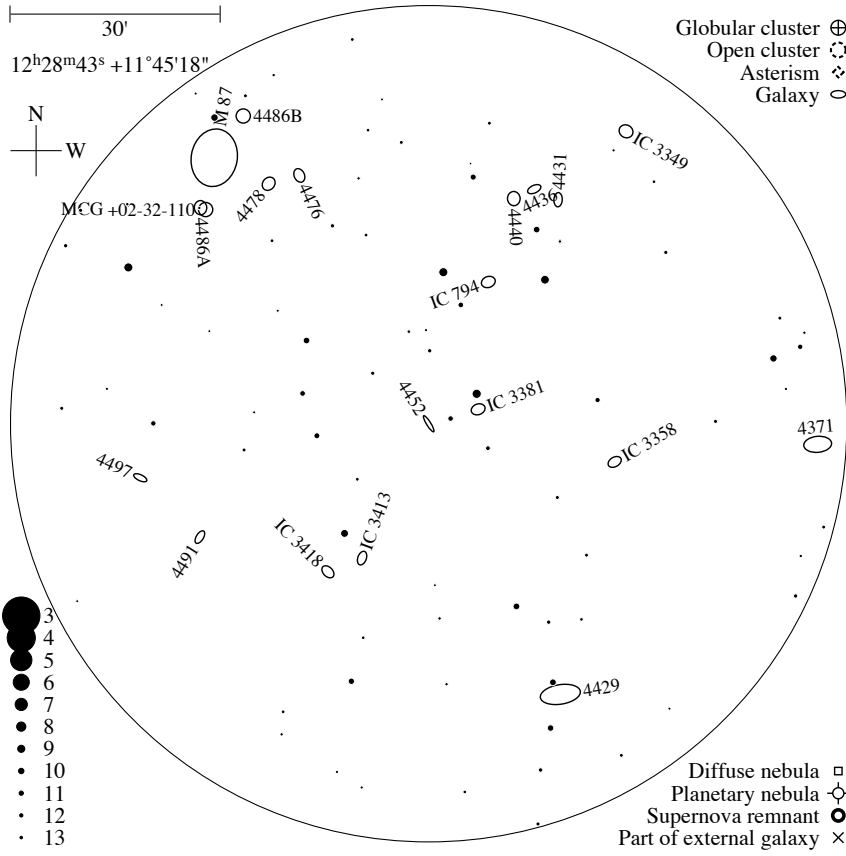 30'
12h28m43s +11°45'18"
N
W
Globular cluster
Open cluster
Asterism
Galaxy
M 87
4486B
IC 3349
4431
4436
4440
4478
4476
MCG +02-32-110
4486A
IC 794
4452
IC 3381
4371
IC 3358
4497
IC 3413
IC 3418
4491
4429
3
4
5
6
7
8
9
10
11
12
13
Diffuse nebula
Planetary nebula
Supernova remnant
Part of external galaxy